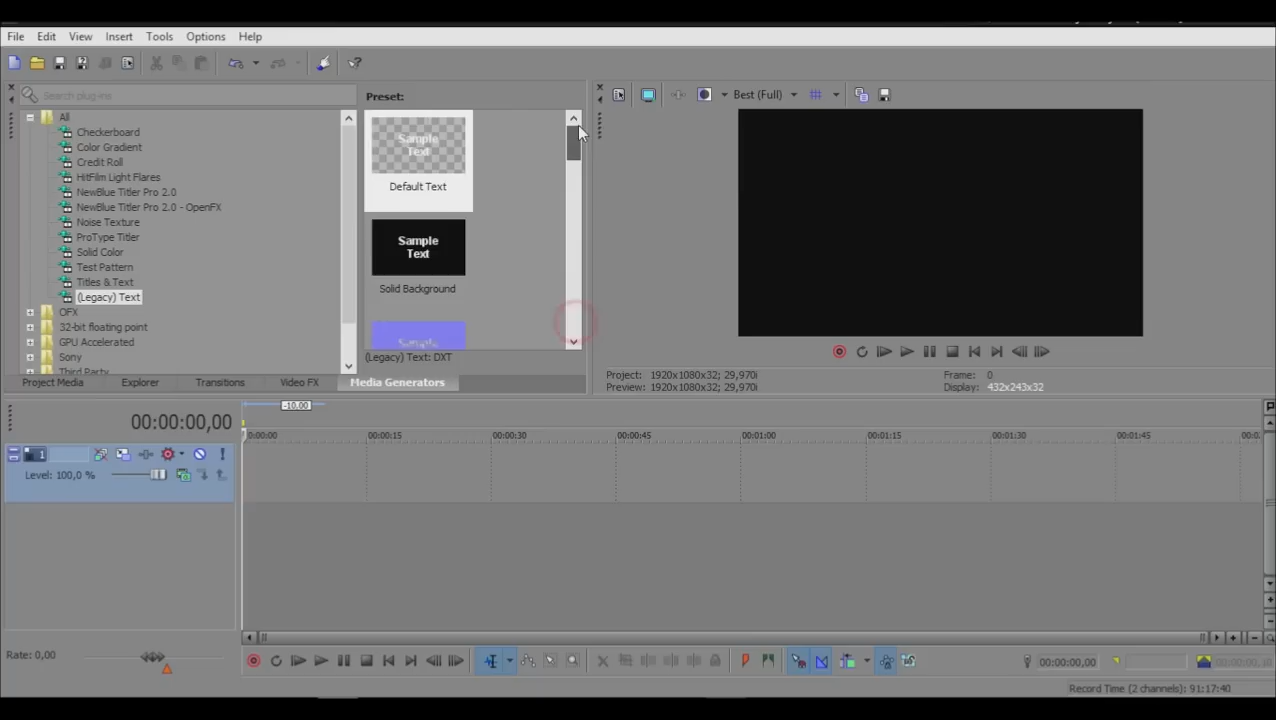 File Edit View Insert Tools Options Help
Search plug-ins
Preset:
Best (Full)
All
Checkerboard
Color Gradient
Credit Roll
HitFilm Light Flares
NewBlue Titler Pro 2.0
NewBlue Titler Pro 2.0 - OpenFX
Noise Texture
ProType Titler
Solid Color
Test Pattern
Titles & Text
(Legacy) Text
OFX
32-bit floating point
GPU Accelerated
Sony
Third Party
Sample
Text
Default Text
Sample
Text
Solid Background
Sample
(Legacy) Text: DXT
Project: 1920x1080x32; 29,970i
Preview: 1920x1080x32; 29,970i
Frame: 0
Display: 432x243x32
Project Media Explorer Transitions Video FX Media Generators
-10,00
00:00:00,00
0:00:00 00:00:15 00:00:30 00:00:45 00:01:00 00:01:15 00:01:30 00:01:45
1
Level: 100,0 %
Rate: 0,00
00:00:00,00
Record Time (2 channels): 91:17:40